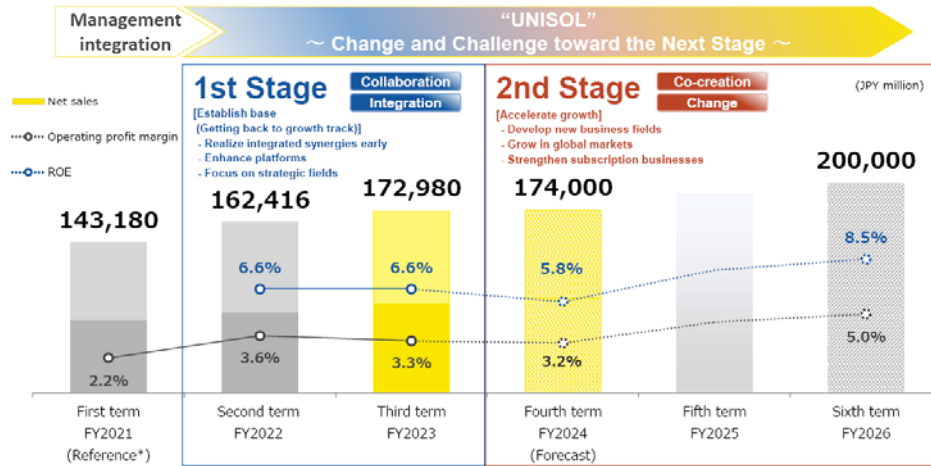 Management
integration
“UNISOL”
～ Change and Challenge toward the Next Stage ～
Net sales
Operating profit margin
ROE
1st Stage
Collaboration
Integration
[Establish base
(Getting back to growth track)]
- Realize integrated synergies early
- Enhance platforms
- Focus on strategic fields
2nd Stage
Co-creation
Change
(JPY million)
[Accelerate growth]
- Develop new business fields
- Grow in global markets
- Strengthen subscription businesses
143,180
162,416
172,980
174,000
200,000
6.6%
6.6%
5.8%
8.5%
2.2%
3.6%
3.3%
3.2%
5.0%
First term
FY2021
(Reference*)
Second term
FY2022
Third term
FY2023
Fourth term
FY2024
(Forecast)
Fifth term
FY2025
Sixth term
FY2026